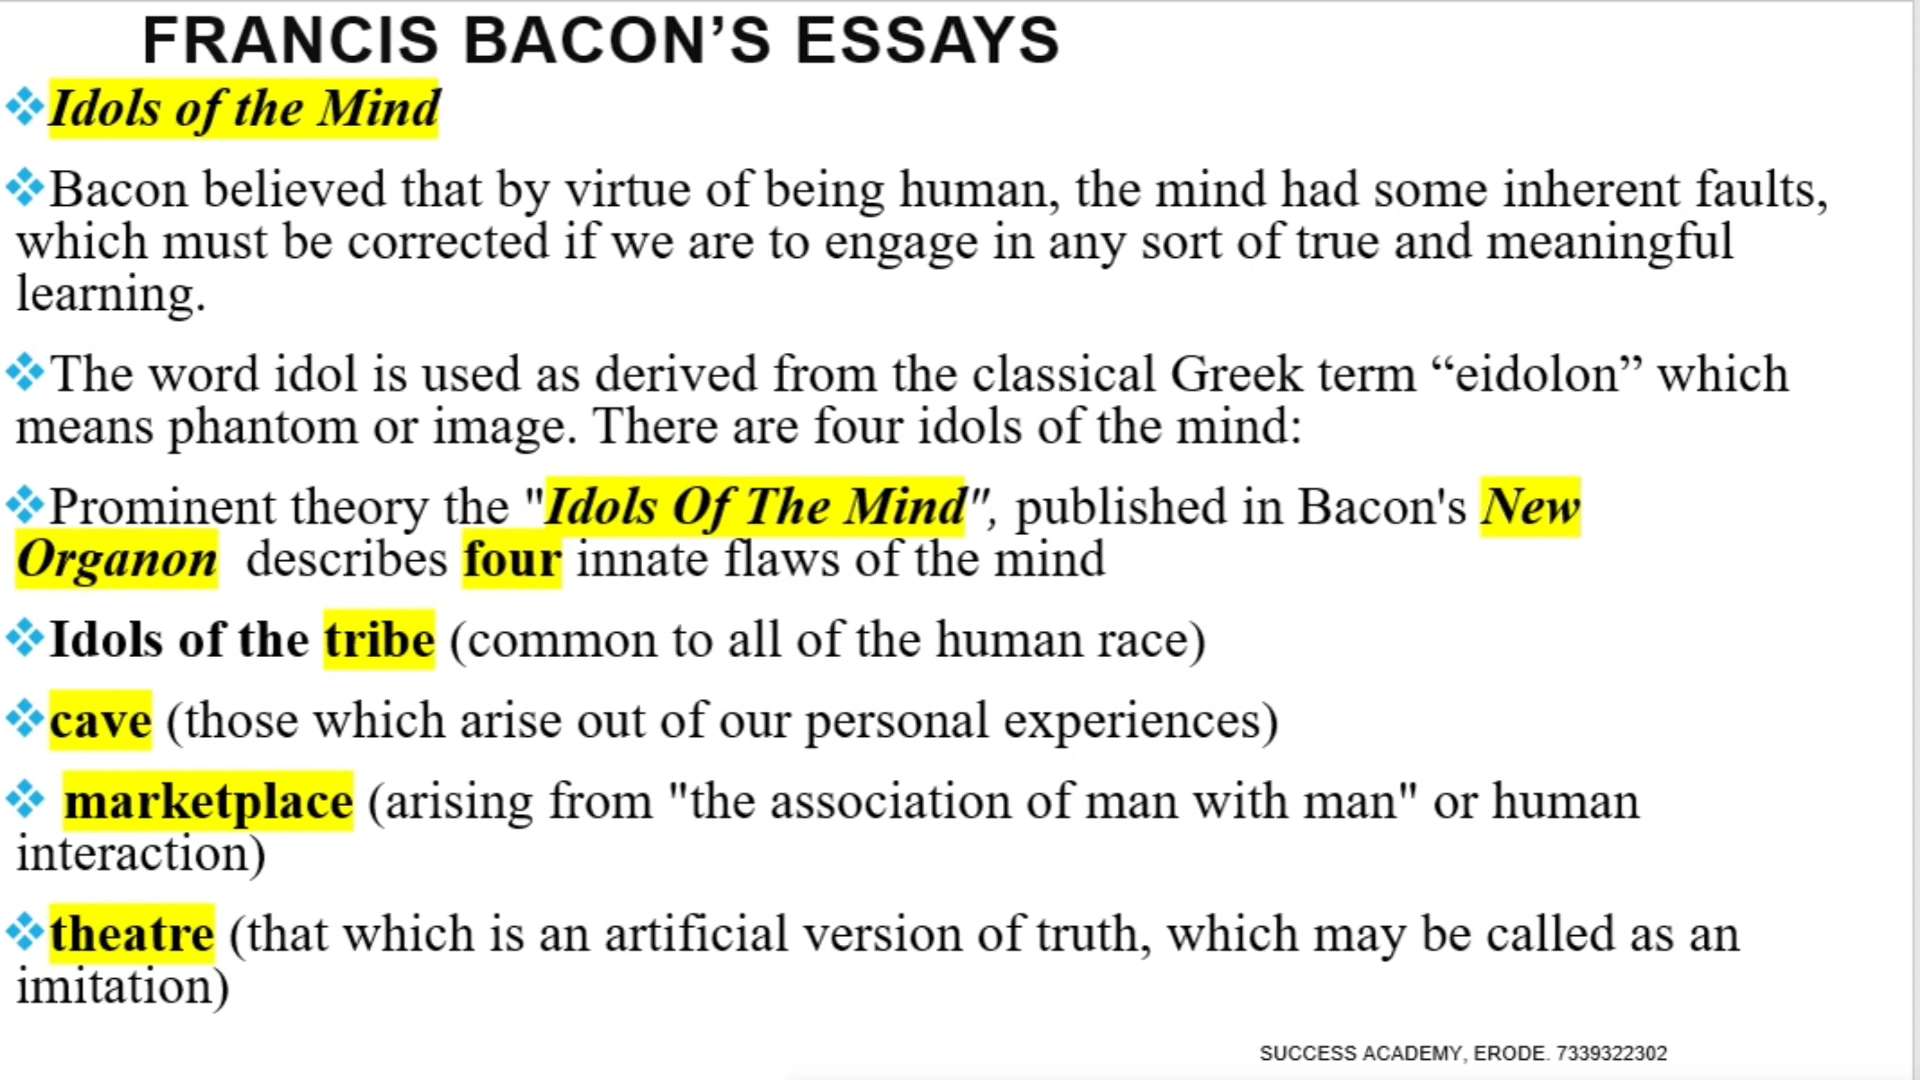 FRANCIS BACON’S ESSAYS
Idols of the Mind
Bacon believed that by virtue of being human, the mind had some inherent faults,
which must be corrected if we are to engage in any sort of true and meaningful
learning.
The word idol is used as derived from the classical Greek term “eidolon” which
means phantom or image. There are four idols of the mind:
Prominent theory the "Idols Of The Mind", published in Bacon's New
Organon describes four innate flaws of the mind
Idols of the tribe (common to all of the human race)
cave (those which arise out of our personal experiences)
marketplace (arising from "the association of man with man" or human
interaction)
theatre (that which is an artificial version of truth, which may be called as an
imitation)
SUCCESS ACADEMY, ERODE. 7339322302